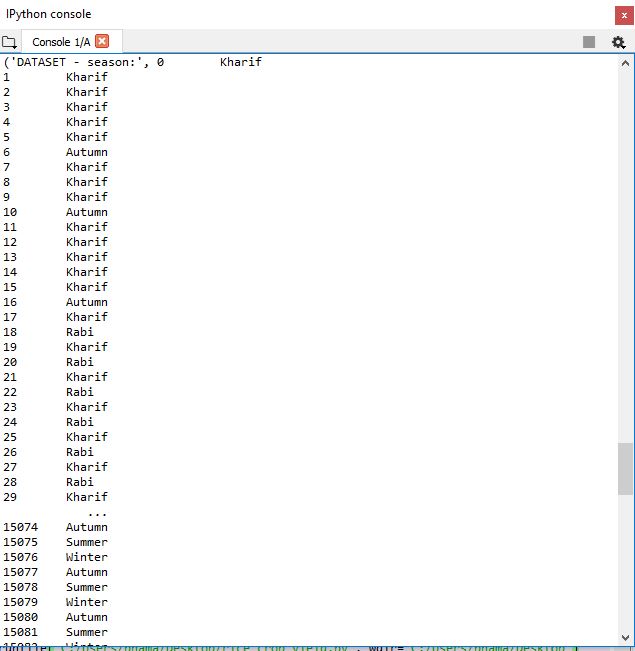 IPython console
Console 1/A
('DATASET - season:', 0 Kharif
1 Kharif
2 Kharif
3 Kharif
4 Kharif
5 Kharif
6 Autumn
7 Kharif
8 Kharif
9 Kharif
10 Autumn
11 Kharif
12 Kharif
13 Kharif
14 Kharif
15 Kharif
16 Autumn
17 Kharif
18 Rabi
19 Kharif
20 Rabi
21 Kharif
22 Rabi
23 Kharif
24 Rabi
25 Kharif
26 Rabi
27 Kharif
28 Rabi
29 Kharif
...
15074 Autumn
15075 Summer
15076 Winter
15077 Autumn
15078 Summer
15079 Winter
15080 Autumn
15081 Summer
15082 Winter